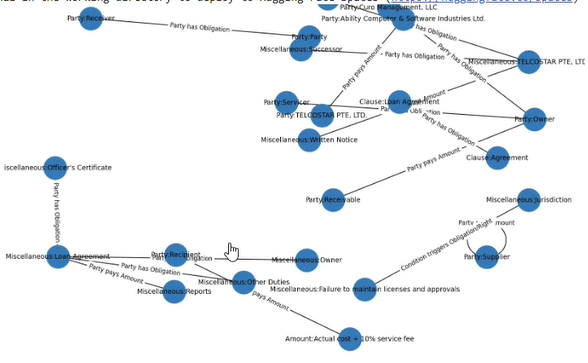 Party:Euro Management, LLC
Party:Receiver
Party:Ability Computer & Software Industries Ltd.
Party has Obligation
has Obligation
Party:Party
Miscellaneous:Successor
Party has Obligation
Miscellaneous:TELCOSTAR PTE, LTD
Party pays Amount
Party has Obligation
Party:Servicer
Clause:Loan Agreement
Amount
Party:TELCOSTAR PTE, LTD.
Party:Owner
Party has Obligation
Miscellaneous:Written Notice
Clause:Agreement
Party pays Amount
iscellaneous:Officer's Certificate
Party has Obligation
Party:Receivable
Miscellaneous:Jurisdiction
Party
mount
Condition triggers Obligation/Right
Miscellaneous:Loan Agreement
Party:Recipient
Miscellaneous:Owner
Party:Supplier
Party has Obligation
Party pays Amount
Miscellaneous:Other Duties
Miscellaneous:Reports
Miscellaneous:Failure to maintain licenses and approvals
pays Amount
Amount:Actual cost + 10% service fee